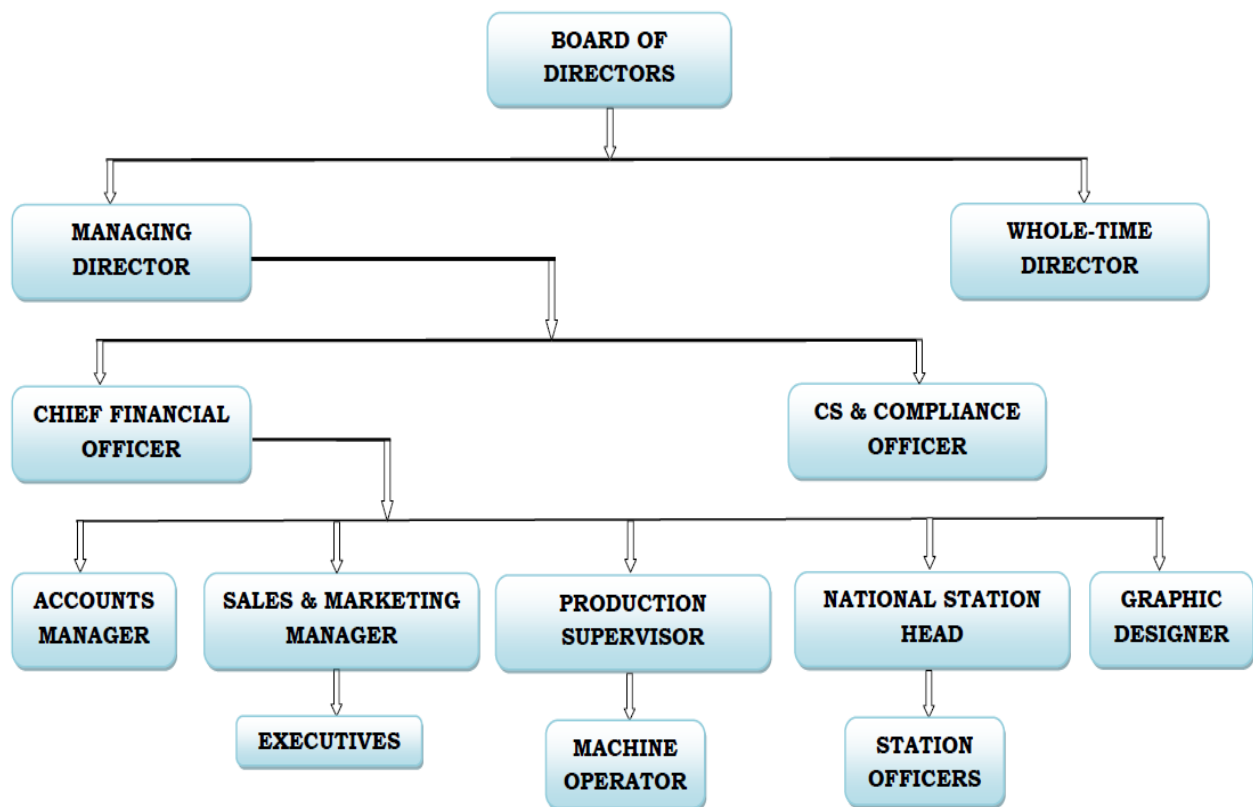 BOARD OF
DIRECTORS
MANAGING
DIRECTOR
WHOLE-TIME
DIRECTOR
CHIEF FINANCIAL
OFFICER
CS & COMPLIANCE
OFFICER
ACCOUNTS
MANAGER
SALES & MARKETING
MANAGER
PRODUCTION
SUPERVISOR
NATIONAL STATION
HEAD
GRAPHIC
DESIGNER
EXECUTIVES
MACHINE
OPERATOR
STATION
OFFICERS